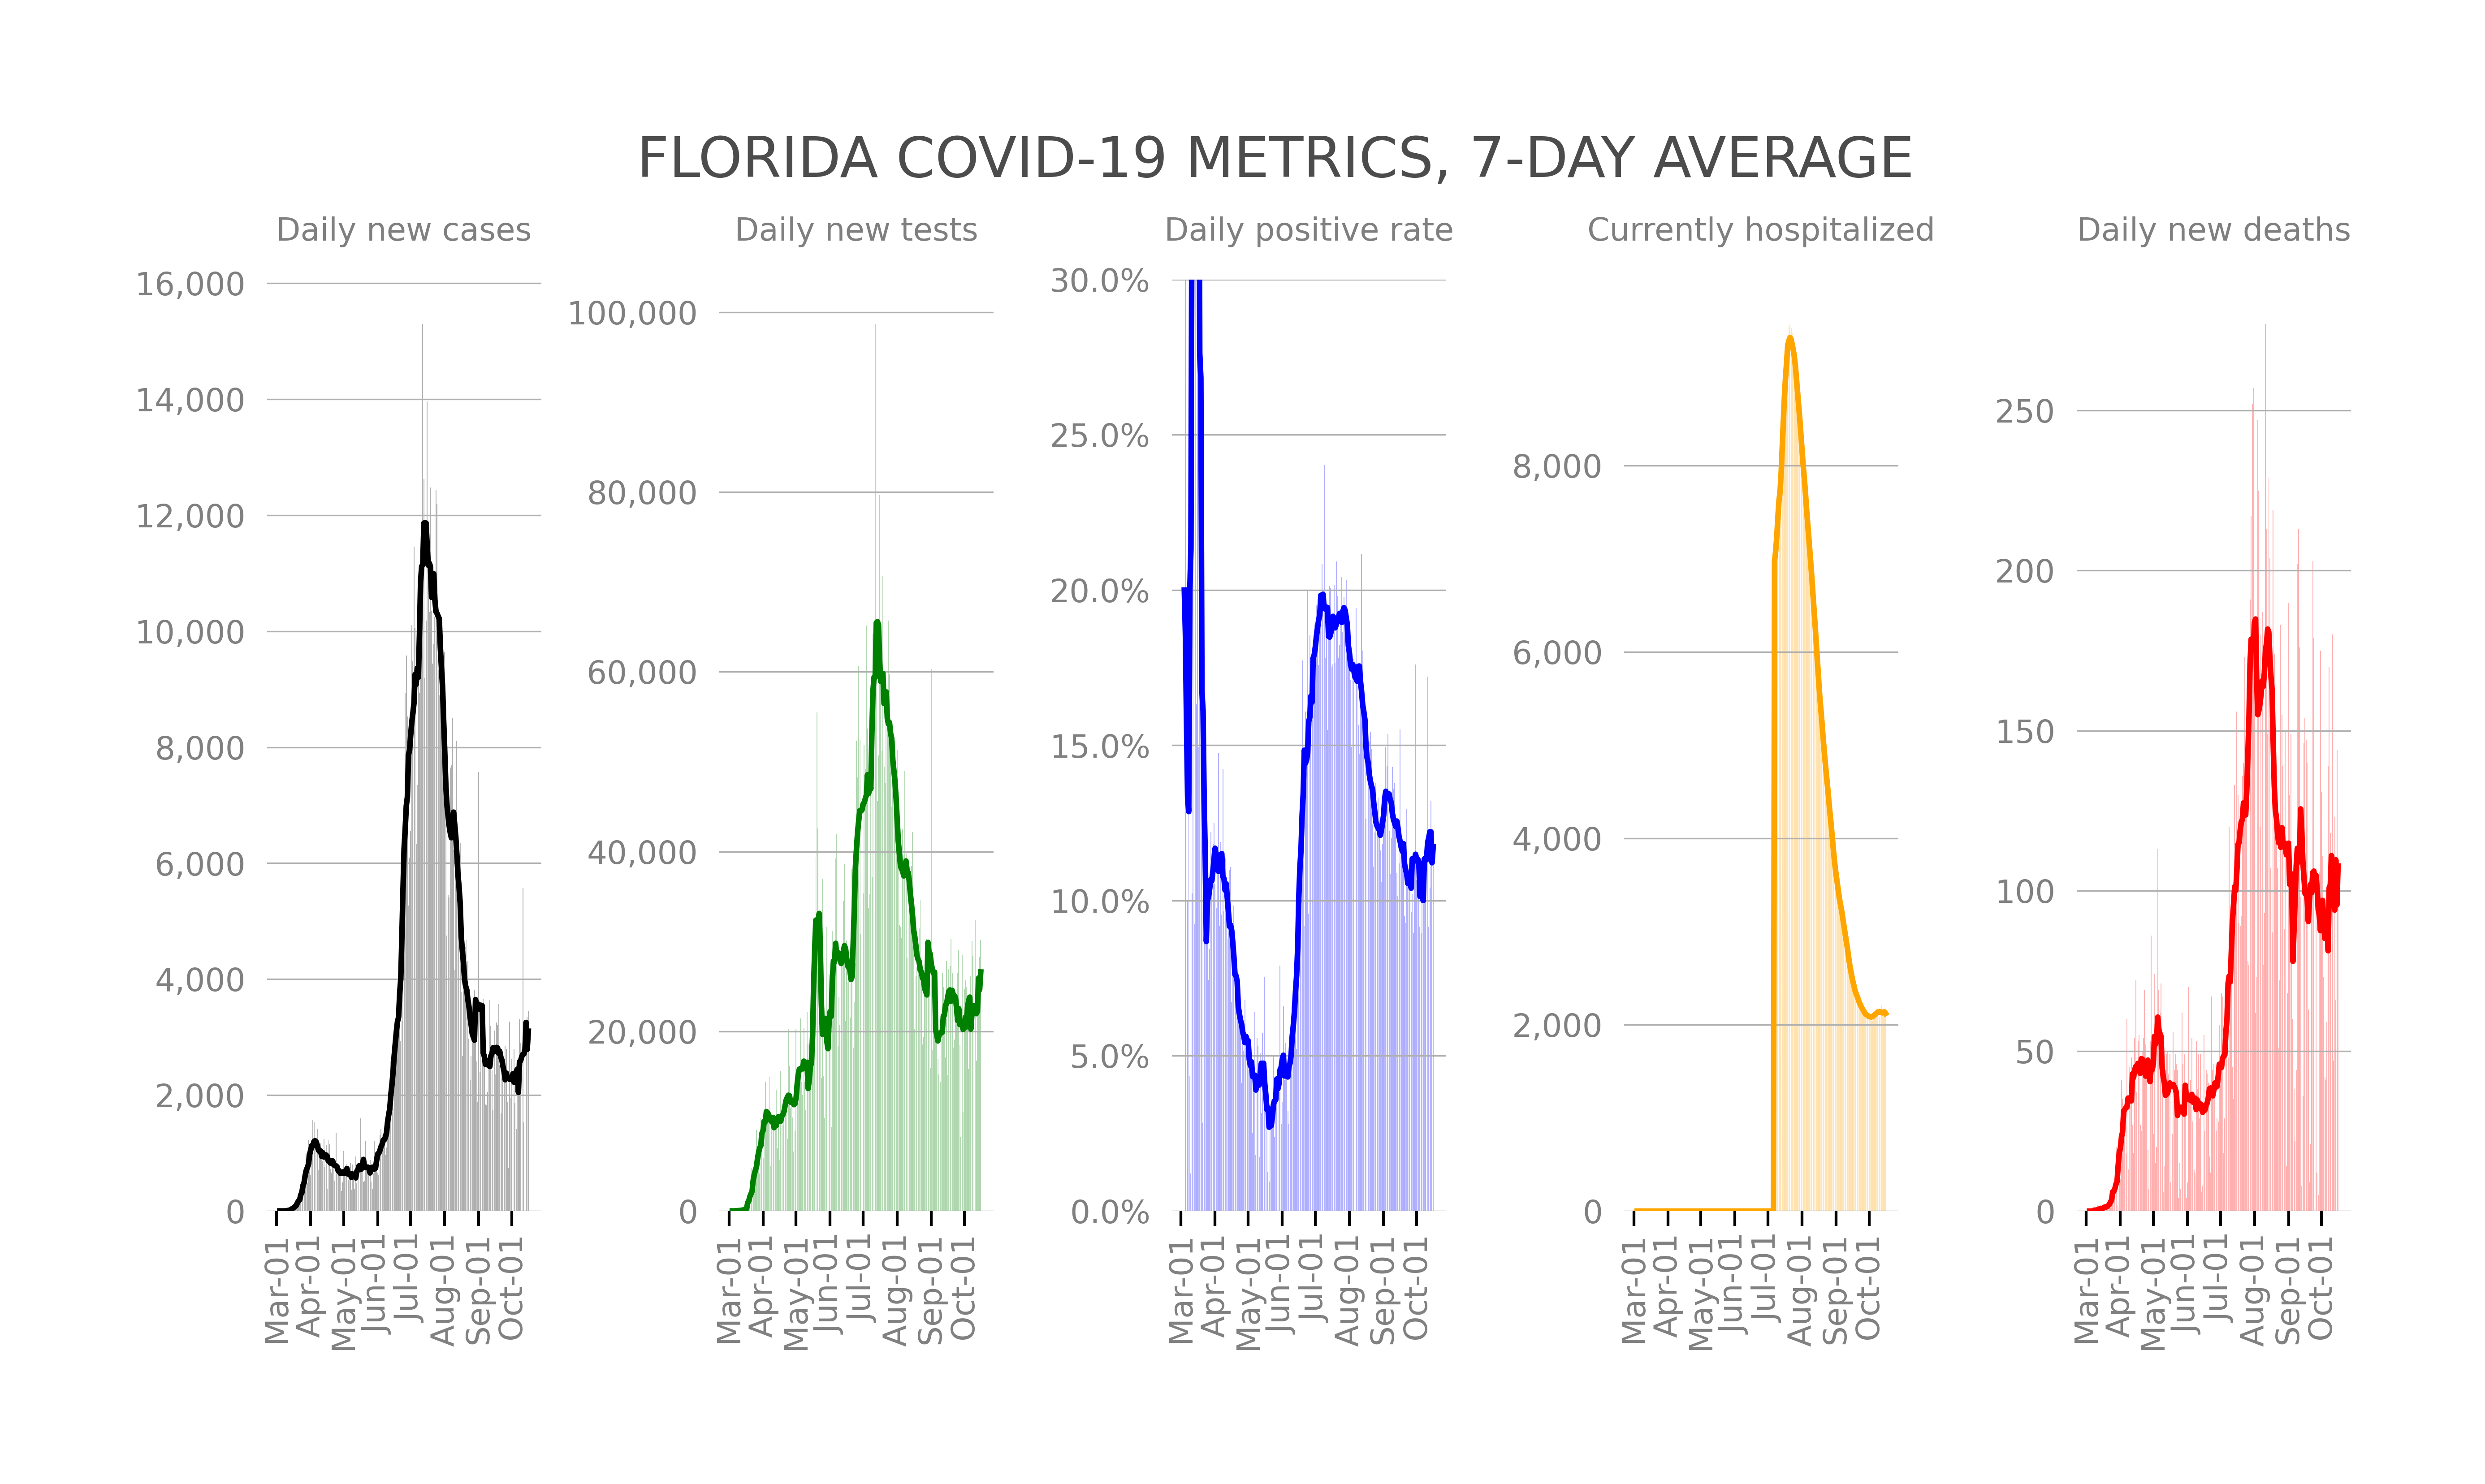 FLORIDA COVID-19 METRICS, 7-DAY AVERAGE
Daily new cases
16,000
14,000
12,000
10,000
8,000
6,000
4,000
2,000
0
Mar-01
Apr-01
May-01
Jun-01
Jul-01
Aug-01
Sep-01
Oct-01
Daily new tests
100,000
80,000
60,000
40,000
20,000
0
Mar-01
Apr-01
May-01
Jun-01
Jul-01
Aug-01
Sep-01
Oct-01
Daily positive rate
30.0%
25.0%
20.0%
15.0%
10.0%
5.0%
0.0%
Mar-01
Apr-01
May-01
Jun-01
Jul-01
Aug-01
Sep-01
Oct-01
Currently hospitalized
8,000
6,000
4,000
2,000
0
Mar-01
Apr-01
May-01
Jun-01
Jul-01
Aug-01
Sep-01
Oct-01
Daily new deaths
250
200
150
100
50
0
Mar-01
Apr-01
May-01
Jun-01
Jul-01
Aug-01
Sep-01
Oct-01